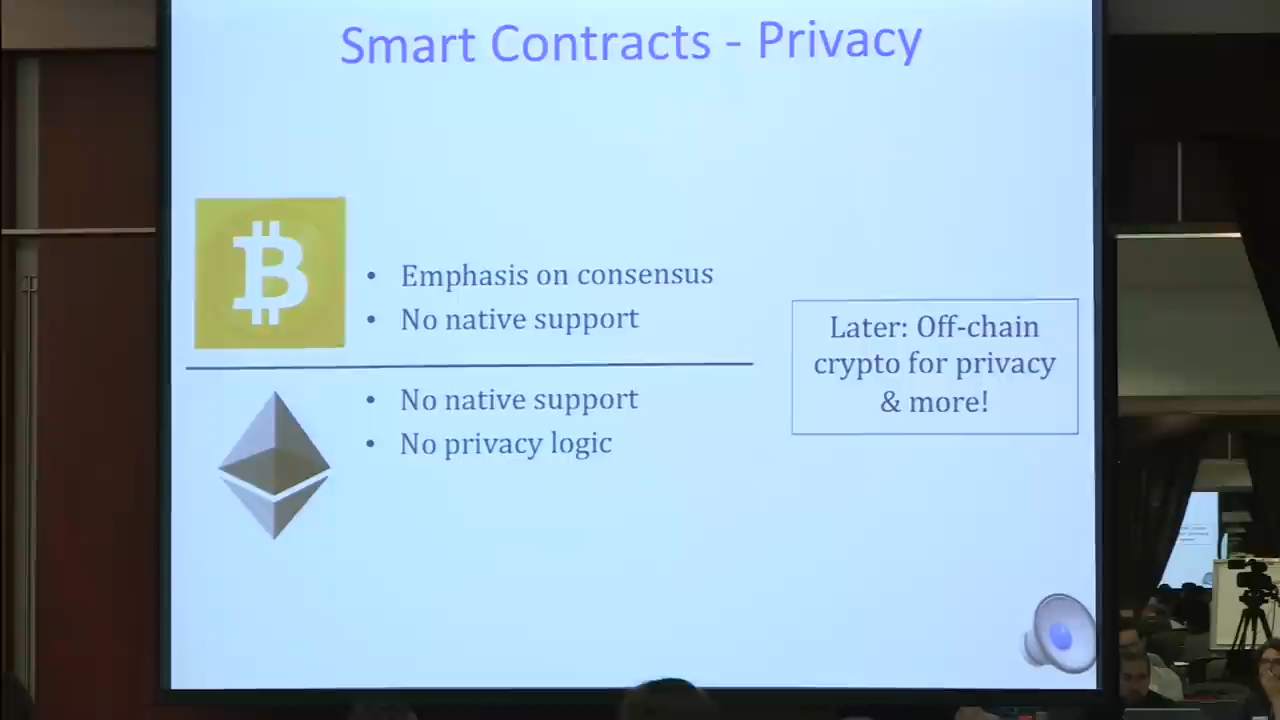 Smart Contracts - Privacy
• Emphasis on consensus
• No native support
• No native support
• No privacy logic
Later: Off-chain
crypto for privacy
& more!